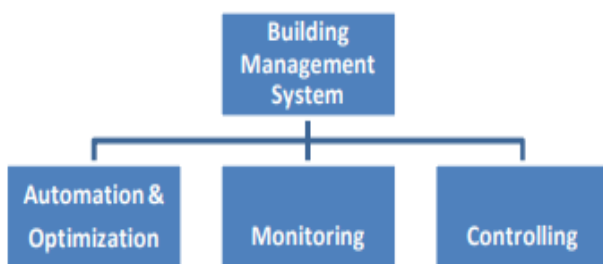 Building
Management
System
Automation &
Optimization
Monitoring
Controlling